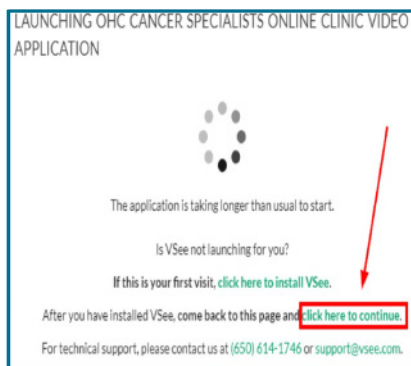 LAUNCHING OHC CANCER SPECIALISTS ONLINE CLINIC VIDEO
APPLICATION
The application is taking longer than usual to start.
Is VSee not launching for you?
If this is your first visit, click here to install VSee.
After you have installed VSee, come back to this page and click here to continue.
For technical support, please contact us at (650) 614-1746 or support@vsee.com.